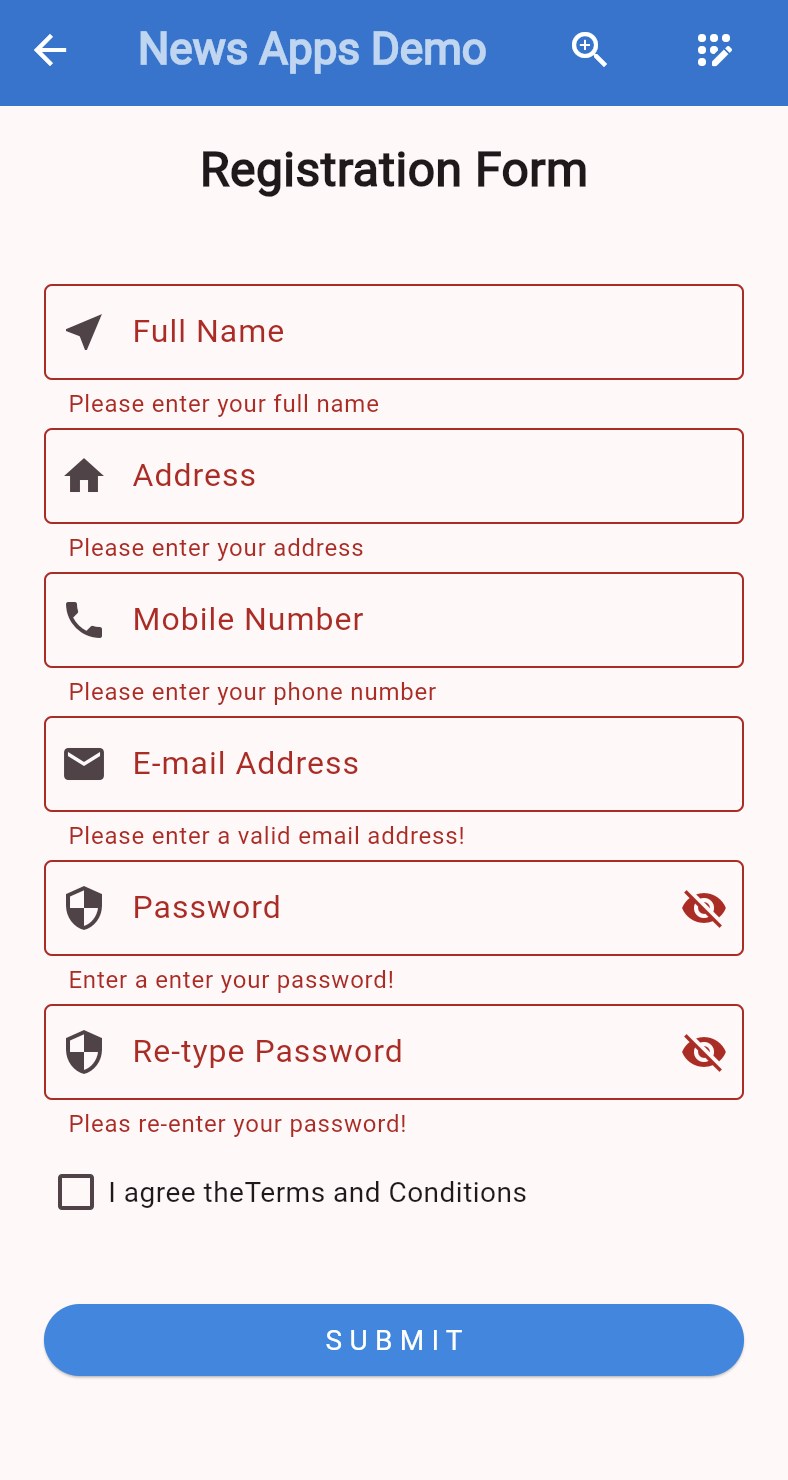 News Apps Demo
Registration Form
Full Name
Please enter your full name
Address
Please enter your address
Mobile Number
Please enter your phone number
E-mail Address
Please enter a valid email address!
Password
Enter a enter your password!
Re-type Password
Pleas re-enter your password!
I agree theTerms and Conditions
SUBMIT